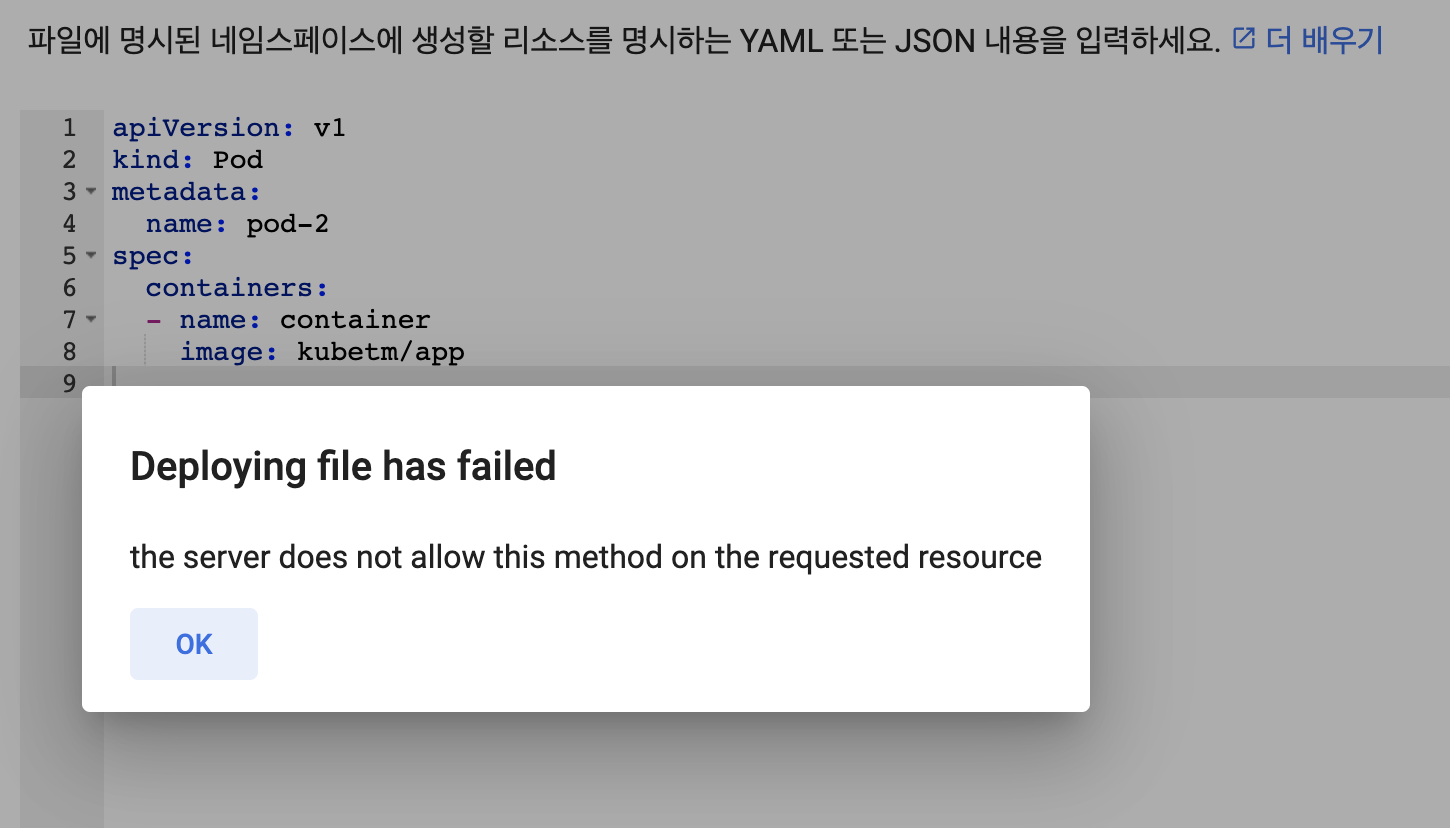 파일에 명시된 네임스페이스에 생성할 리소스를 명시하는 YAML 또는 JSON 내용을 입력하세요. 더 배우기
1 apiVersion: v1
2 kind: Pod
3 metadata:
4   name: pod-2
5 spec:
6   containers:
7   - name: container
8     image: kubetm/app
9
Deploying file has failed
the server does not allow this method on the requested resource
OK